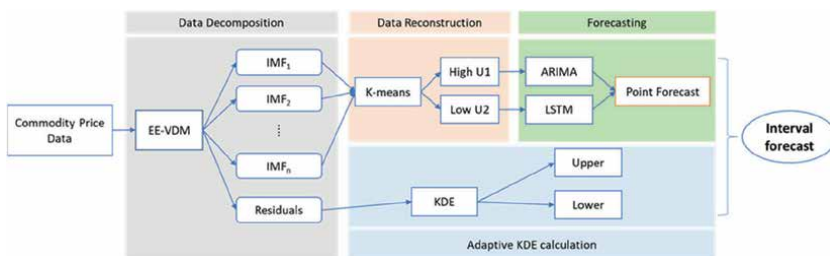 Data Decomposition
Data Reconstruction
Forecasting
Commodity Price
Data
EE-VDM
IMF₁
IMF₂
⋮
IMFₙ
Residuals
K-means
High U1
Low U2
ARIMA
LSTM
Point Forecast
KDE
Upper
Lower
Adaptive KDE calculation
Interval
forecast